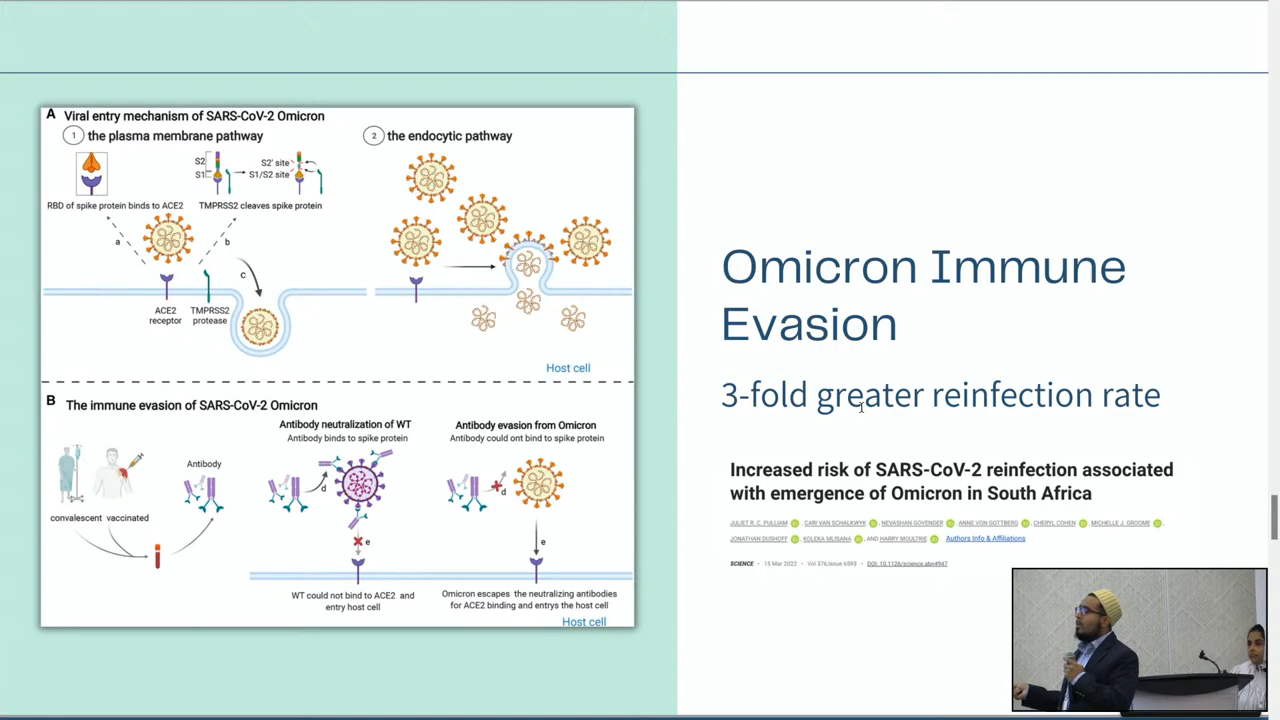 A Viral entry mechanism of SARS-CoV-2 Omicron
1 the plasma membrane pathway
2 the endocytic pathway
S2
S1
S2' site
S1/S2 site
RBD of spike protein binds to ACE2
TMPRSS2 cleaves spike protein
a
b
c
ACE2
receptor
TMPRSS2
protease
Host cell
B The immune evasion of SARS-CoV-2 Omicron
Antibody neutralization of WT
Antibody binds to spike protein
Antibody evasion from Omicron
Antibody could ont bind to spike protein
Antibody
convalescent vaccinated
d
e
d
e
WT could not bind to ACE2 and
entry host cell
Omicron escapes the neutralizing antibodies
for ACE2 binding and entrys the host cell
Host cell
Omicron Immune
Evasion
3-fold greater reinfection rate
Increased risk of SARS-CoV-2 reinfection associated
with emergence of Omicron in South Africa
JULIET R. C. PULLIAM, CARI VAN SCHALKWYK, NEVASHAN GOVENDER, ANNE VON GOTTBERG, CHERYL COHEN, MICHELLE J. GROOME,
JONATHAN DUSHOFF, KOLEKA MLISANA, AND HARRY MOULTRIE Authors Info & Affiliations
SCIENCE • 15 Mar 2022 • Vol 376, Issue 6593 • DOI: 10.1126/science.abn4947